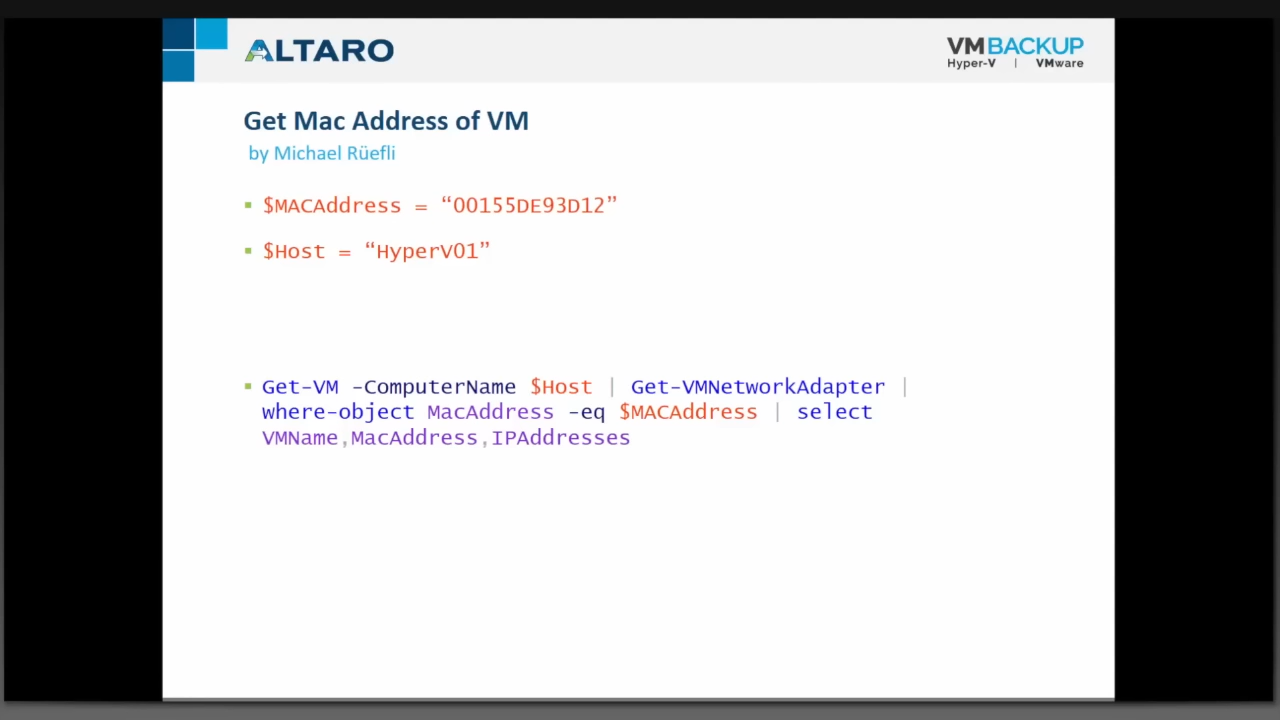 ALTARO
VMBACKUP
Hyper-V | VMware
Get Mac Address of VM
by Michael Rüefli
$MACAddress = “00155DE93D12”
$Host = “HyperV01”
Get-VM -ComputerName $Host | Get-VMNetworkAdapter |
where-object MacAddress -eq $MACAddress | select
VMName,MacAddress,IPAddresses